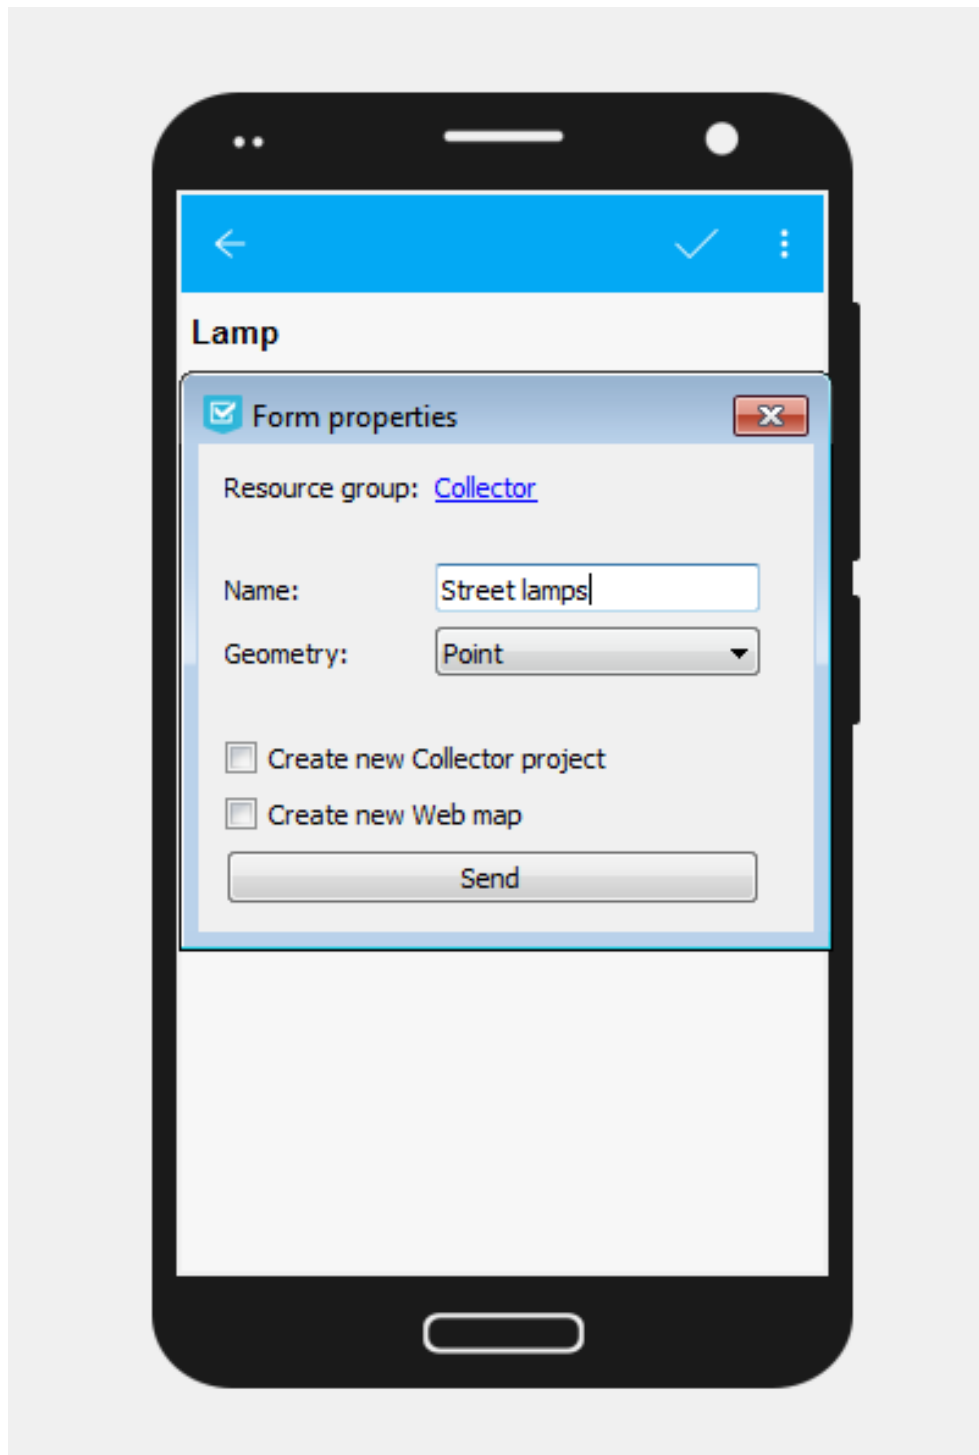 Lamp
Form properties
Resource group: Collector
Name: Street lamps
Geometry: Point
Create new Collector project
Create new Web map
Send